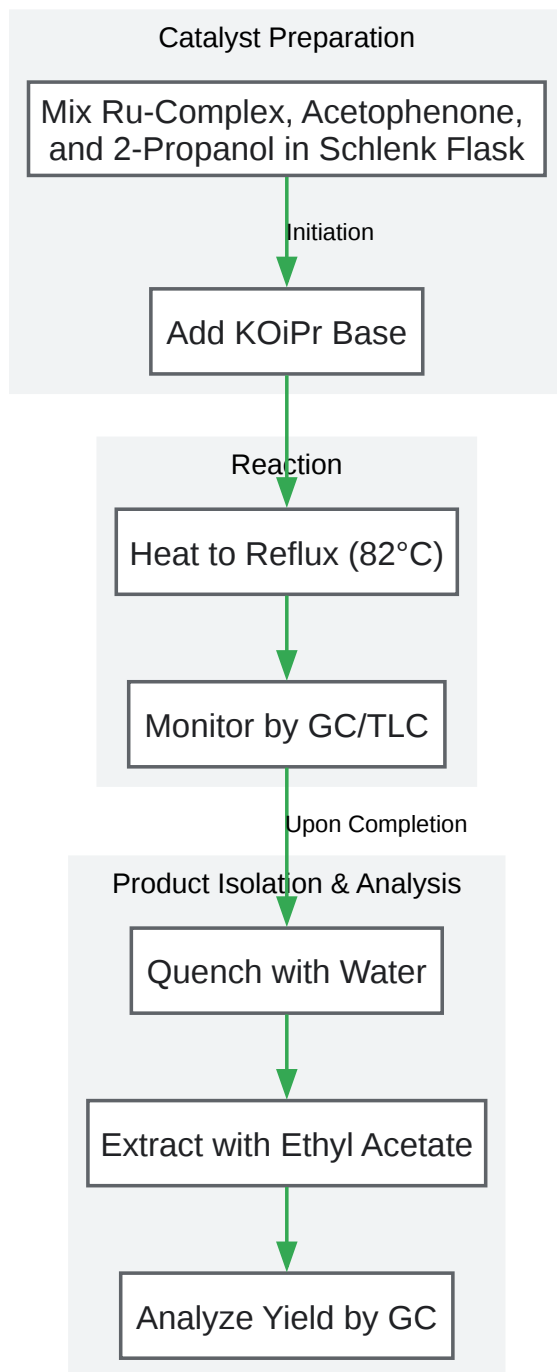 Catalyst Preparation
Mix Ru-Complex, Acetophenone,
and 2-Propanol in Schlenk Flask
Initiation
Add KOiPr Base
Reaction
Heat to Reflux (82°C)
Monitor by GC/TLC
Upon Completion
Product Isolation & Analysis
Quench with Water
Extract with Ethyl Acetate
Analyze Yield by GC